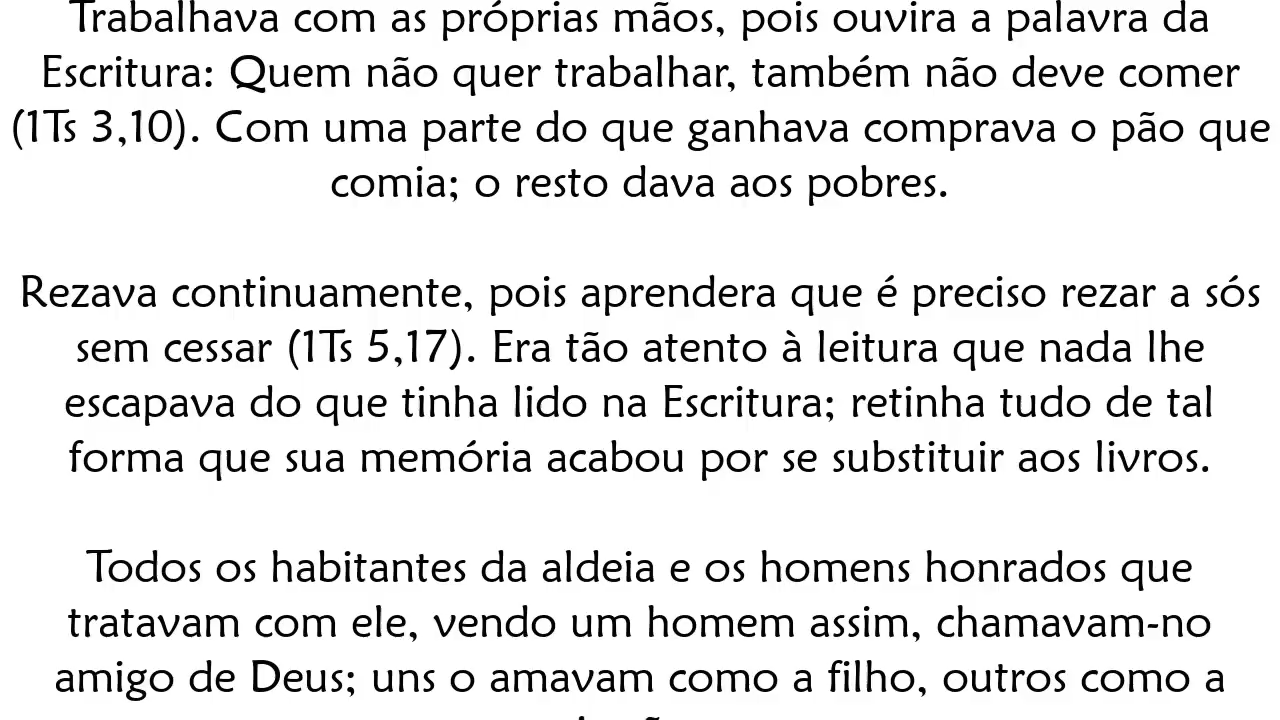 Trabalhava com as próprias mãos, pois ouvira a palavra da
Escritura: Quem não quer trabalhar, também não deve comer
(1Ts 3,10). Com uma parte do que ganhava comprava o pão que
comia; o resto dava aos pobres.
Rezava continuamente, pois aprendera que é preciso rezar a sós
sem cessar (1Ts 5,17). Era tão atento à leitura que nada lhe
escapava do que tinha lido na Escritura; retinha tudo de tal
forma que sua memória acabou por se substituir aos livros.
Todos os habitantes da aldeia e os homens honrados que
tratavam com ele, vendo um homem assim, chamavam-no
amigo de Deus; uns o amavam como a filho, outros como a